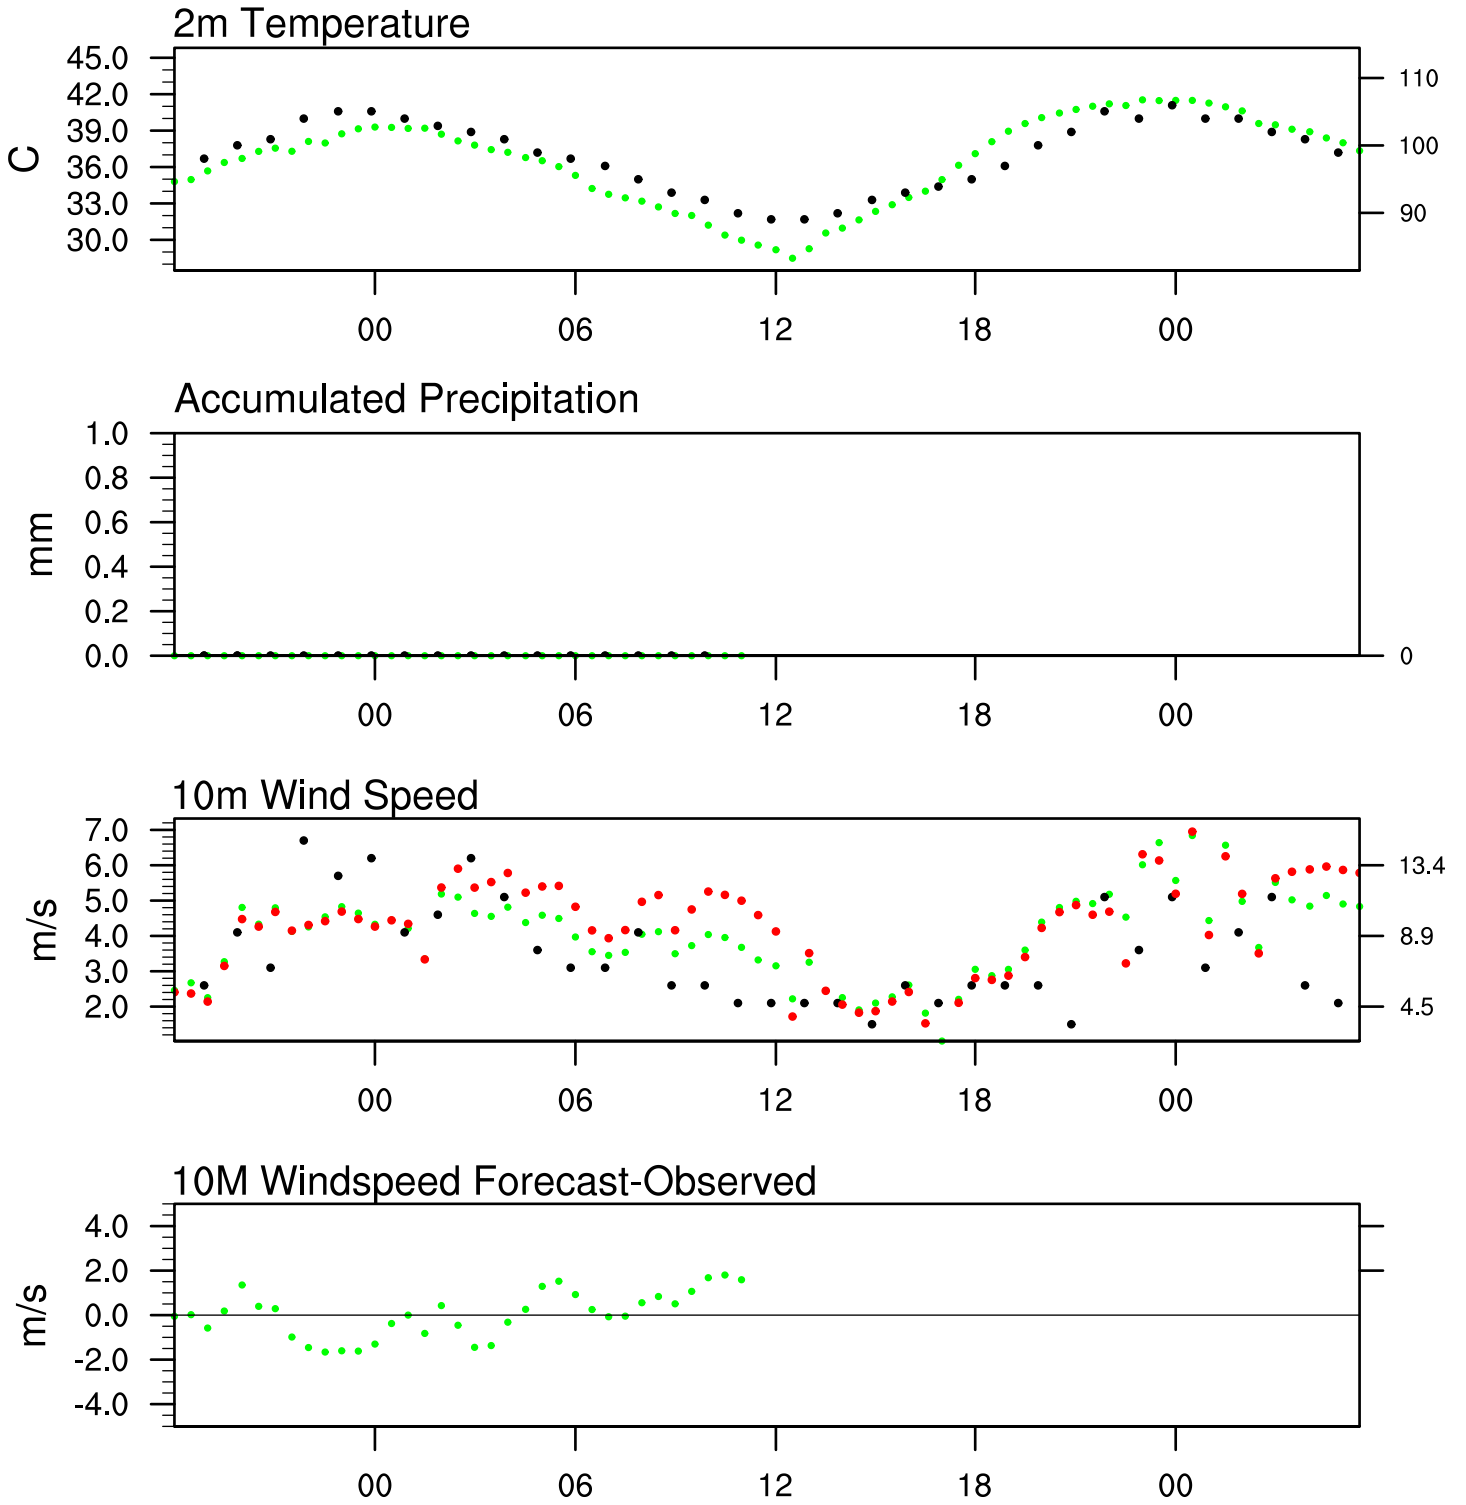 2m Temperature
45.0
42.0
39.0
36.0
33.0
30.0
C
110
100
90
00 06 12 18 00
Accumulated Precipitation
1.0
0.8
0.6
0.4
0.2
0.0
mm
0
00 06 12 18 00
10m Wind Speed
7.0
6.0
5.0
4.0
3.0
2.0
m/s
13.4
8.9
4.5
00 06 12 18 00
10M Windspeed Forecast-Observed
4.0
2.0
0.0
-2.0
-4.0
m/s
00 06 12 18 00